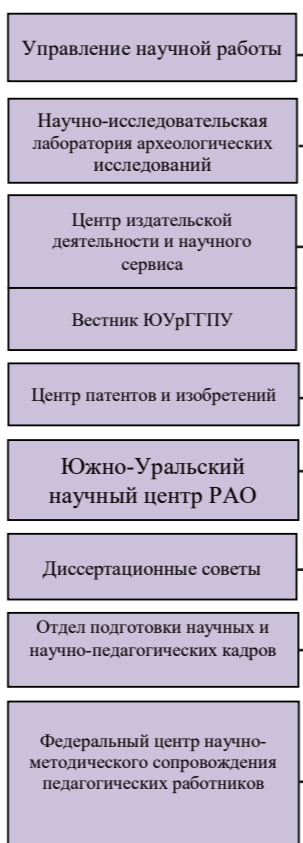 Управление научной работы
Научно-исследовательская
лаборатория археологических
исследований
Центр издательской
деятельности и научного
сервиса
Вестник ЮУрГГПУ
Центр патентов и изобретений
Южно-Уральский
научный центр РАО
Диссертационные советы
Отдел подготовки научных и
научно-педагогических кадров
Федеральный центр научно-
методического сопровождения
педагогических работников